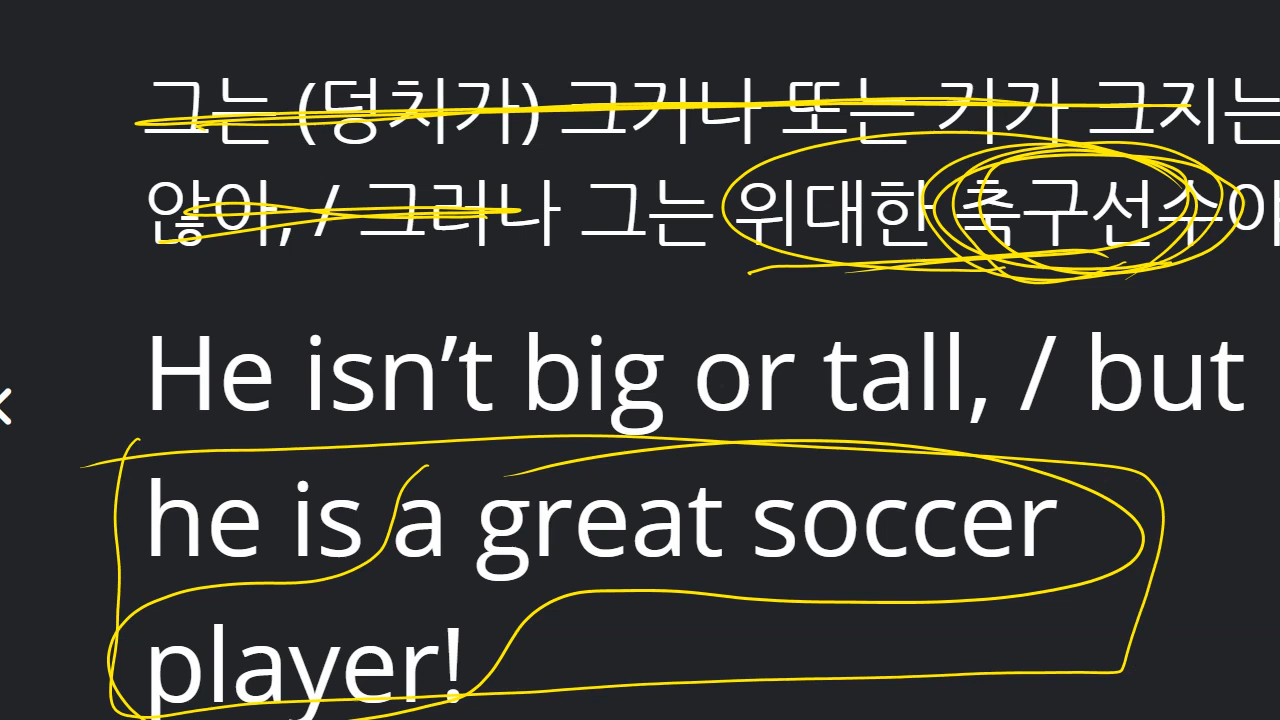 그는 (덩치가) 크거나 또는 키가 크지는
않아, / 그러나 그는 위대한 축구선수야
He isn’t big or tall, / but
he is a great soccer
player!